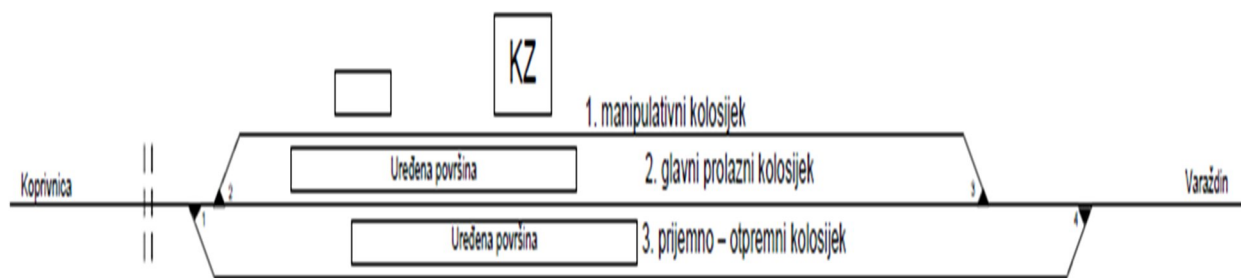 KZ
1. manipulativni kolosijek
Uređena površina
2. glavni prolazni kolosijek
Koprivnica
2
3
Varaždin
1
4
Uređena površina
3. prijemno – otpremni kolosijek